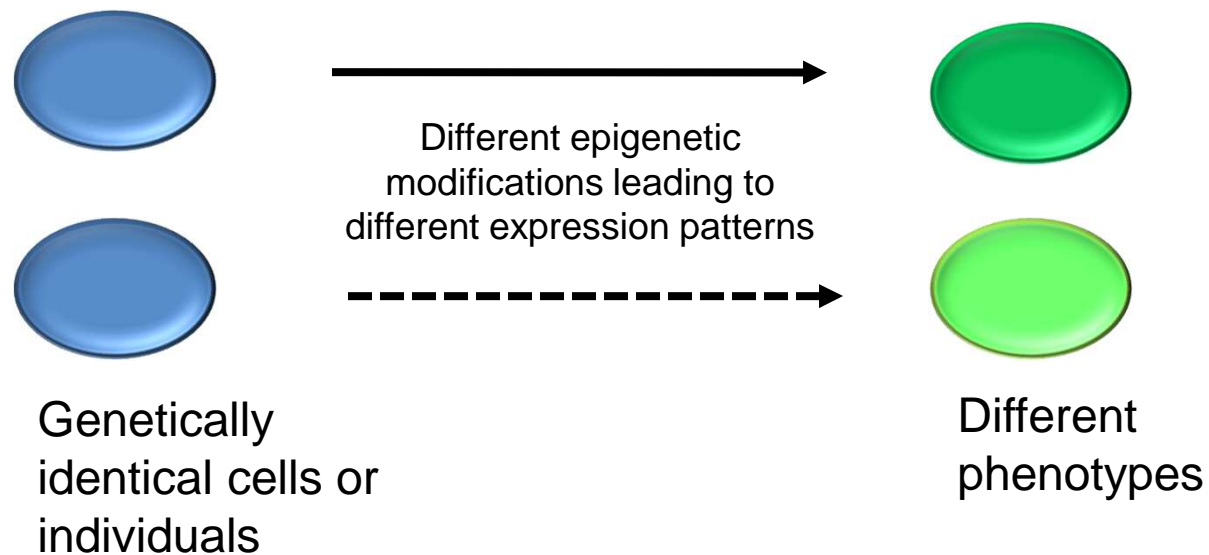 Different epigenetic
modifications leading to
different expression patterns
Genetically
identical cells or
individuals
Different
phenotypes